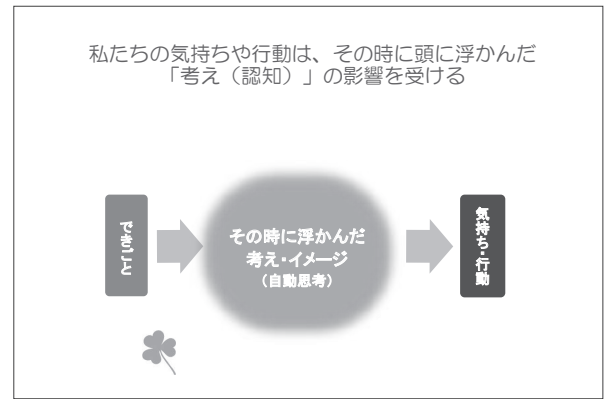 私たちの気持ちや行動は、その時に頭に浮かんだ
「考え（認知）」の影響を受ける
できごと
その時に浮かんだ
考え・イメージ
（自動思考）
気持ち・行動